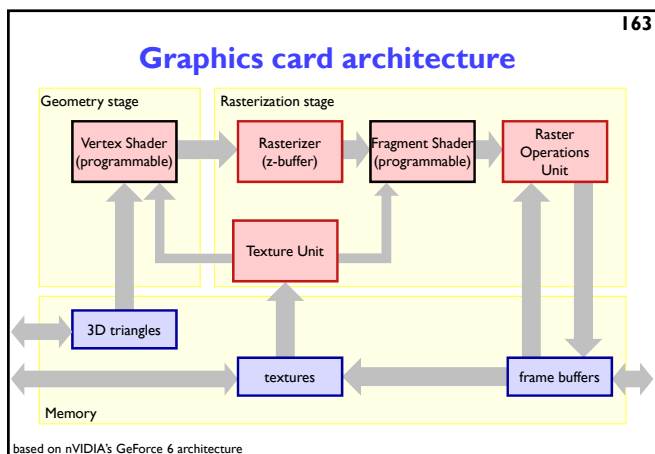 163
Graphics card architecture
Geometry stage
Rasterization stage
Vertex Shader
(programmable)
Rasterizer
(z-buffer)
Fragment Shader
(programmable)
Raster
Operations
Unit
Texture Unit
3D triangles
textures
frame buffers
Memory
based on nVIDIA's GeForce 6 architecture